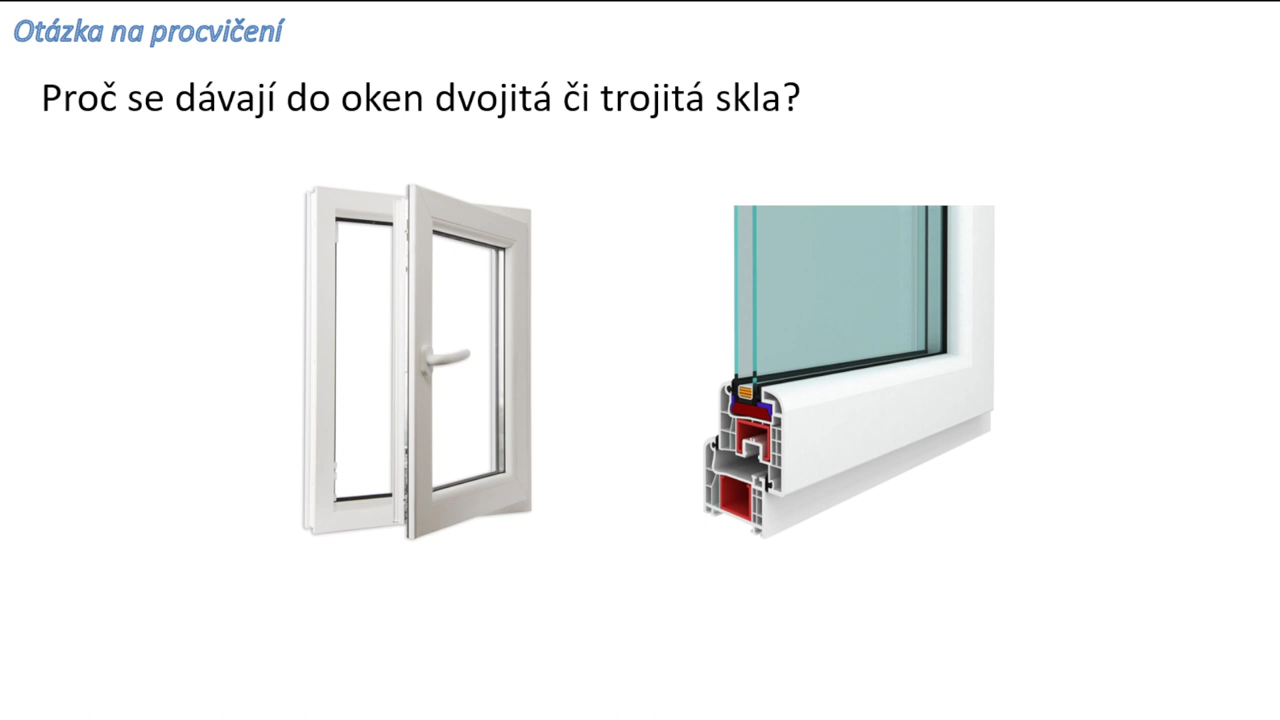 Otázka na procvičení
Proč se dávají do oken dvojitá či trojitá skla?